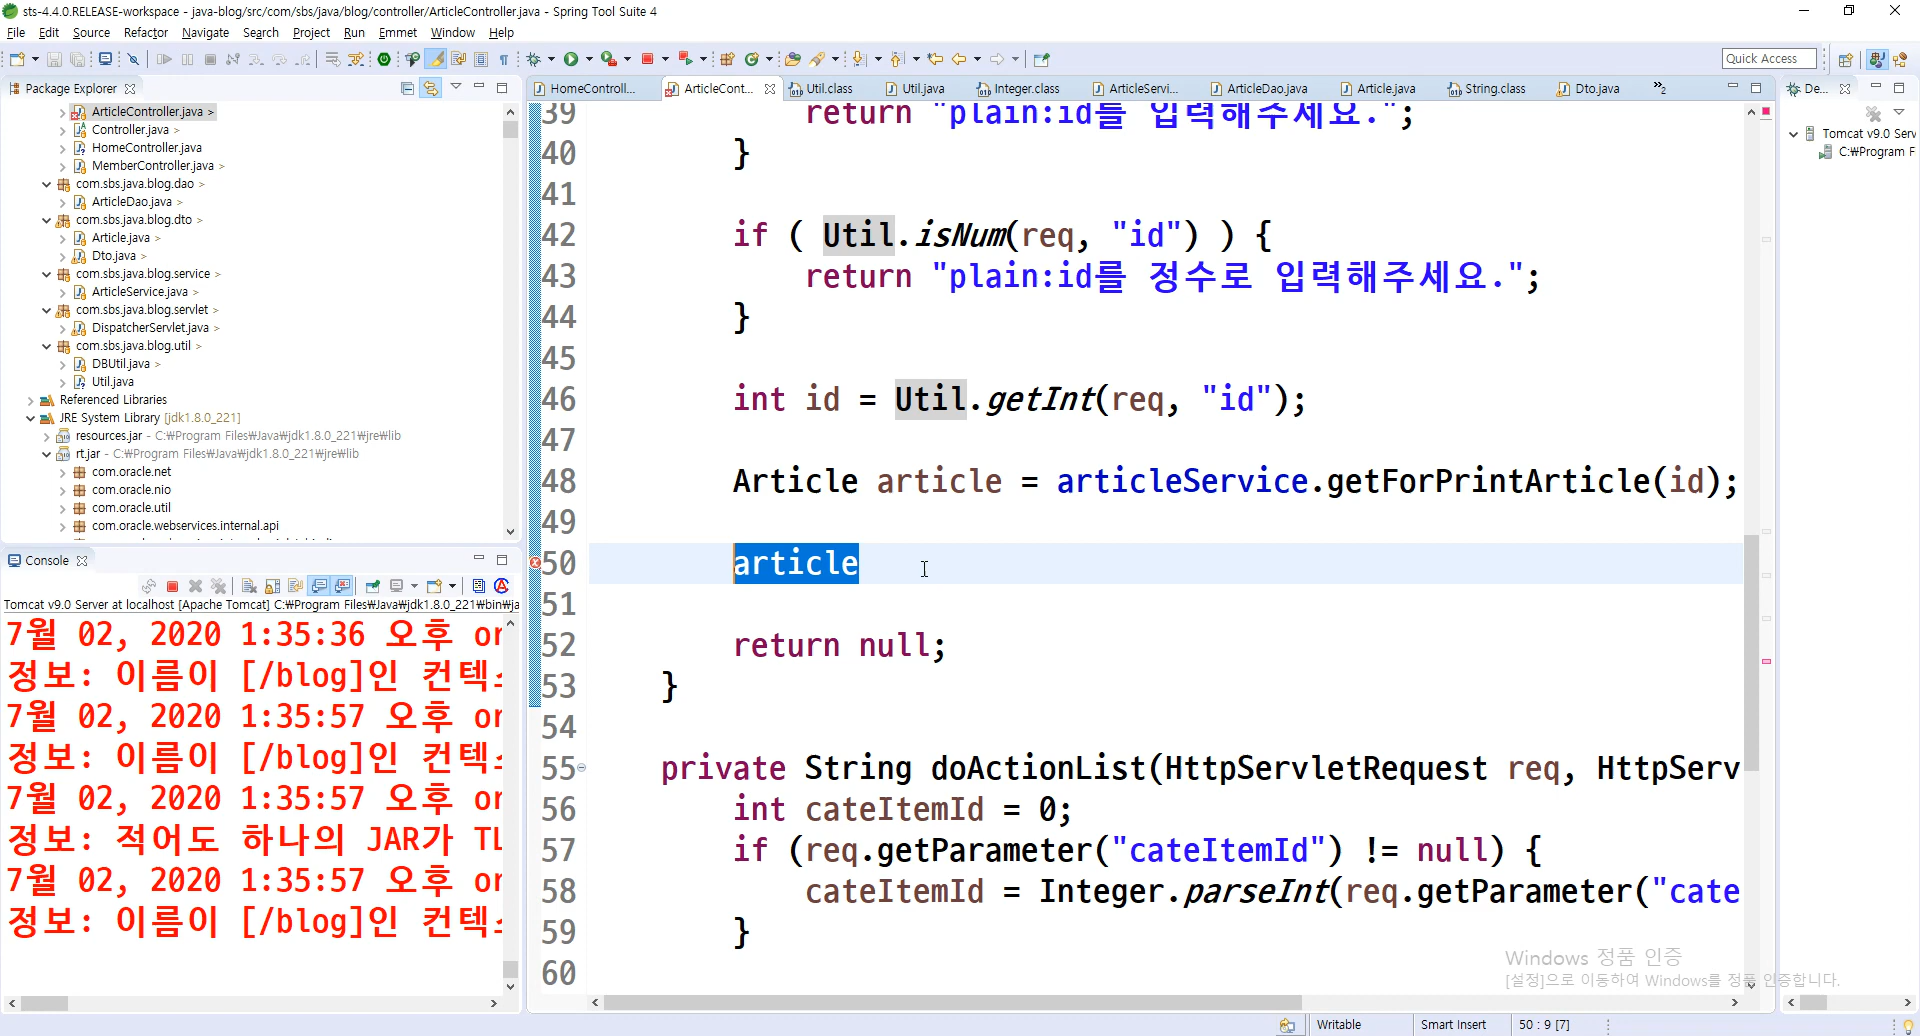 sts-4.4.0.RELEASE-workspace - java-blog/src/com/sbs/java/blog/controller/ArticleController.java - Spring Tool Suite 4
File Edit Source Refactor Navigate Search Project Run Emmet Window Help
Quick Access
Package Explorer
ArticleController.java >
Controller.java >
HomeController.java
MemberController.java >
com.sbs.java.blog.dao >
ArticleDao.java >
com.sbs.java.blog.dto >
Article.java >
Dto.java >
com.sbs.java.blog.service >
ArticleService.java >
com.sbs.java.blog.servlet >
DispatcherServlet.java >
com.sbs.java.blog.util >
DBUtil.java >
Util.java
Referenced Libraries
JRE System Library [jdk1.8.0_221]
resources.jar - C:₩Program Files₩Java₩jdk1.8.0_221₩jre₩lib
rt.jar - C:₩Program Files₩Java₩jdk1.8.0_221₩jre₩lib
com.oracle.net
com.oracle.nio
com.oracle.util
com.oracle.webservices.internal.api
Console
Tomcat v9.0 Server at localhost [Apache Tomcat] C:₩Program Files₩Java₩jdk1.8.0_221₩bin₩ja
7월 02, 2020 1:35:36 오후 or
정보: 이름이 [/blog]인 컨텍
7월 02, 2020 1:35:57 오후 or
정보: 이름이 [/blog]인 컨텍
7월 02, 2020 1:35:57 오후 or
정보: 적어도 하나의 JAR가 TL
7월 02, 2020 1:35:57 오후 or
정보: 이름이 [/blog]인 컨텍
HomeControll... ArticleCont... Util.class Util.java Integer.class ArticleServi... ArticleDao.java Article.java String.class Dto.java »2
39 return "plain:id를 입력해주세요.";
40 }
41
42 if ( Util.isNum(req, "id") ) {
43 return "plain:id를 정수로 입력해주세요.";
44 }
45
46 int id = Util.getInt(req, "id");
47
48 Article article = articleService.getForPrintArticle(id);
49
50 article
51
52 return null;
53 }
54
55 private String doActionList(HttpServletRequest req, HttpServ
56 int cateItemId = 0;
57 if (req.getParameter("cateItemId") != null) {
58 cateItemId = Integer.parseInt(req.getParameter("cate
59 }
60
De...
Tomcat v9.0 Serv
C:₩Program F
Windows 정품 인증
[설정]으로 이동하여 Windows를 정품 인증합니다.
Writable Smart Insert 50 : 9 [7]